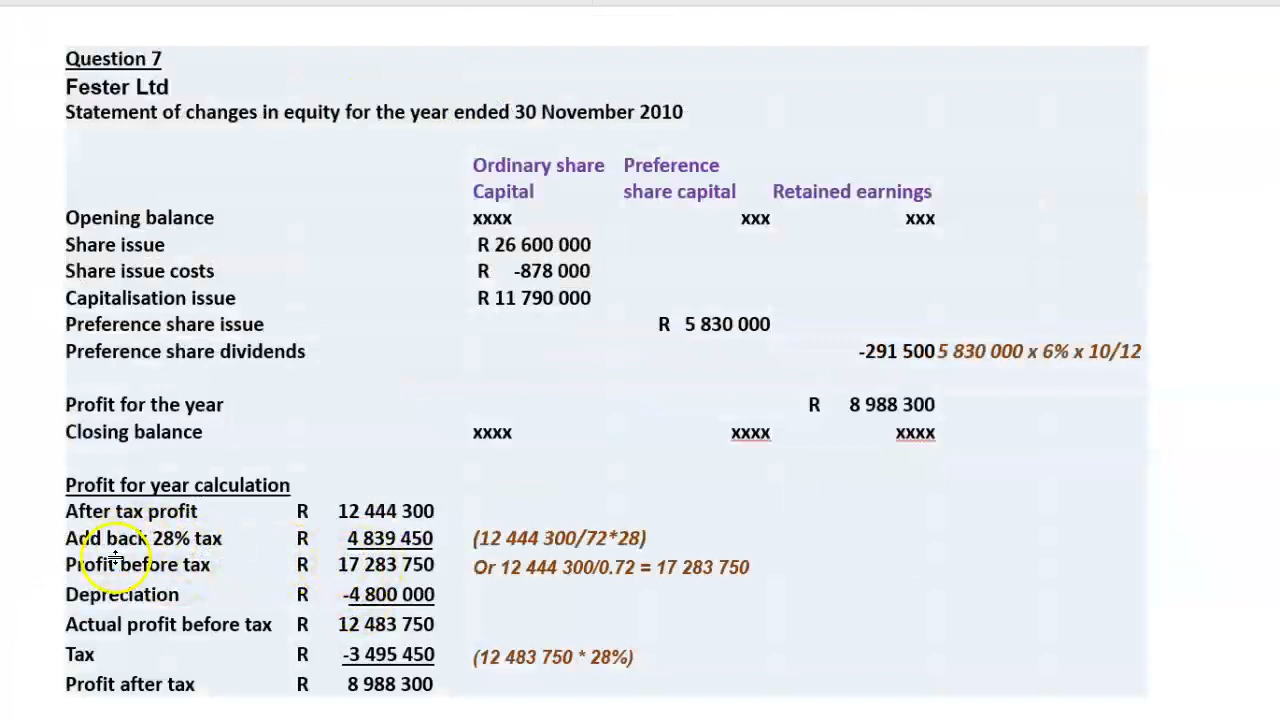 Question 7
Fester Ltd
Statement of changes in equity for the year ended 30 November 2010
Ordinary share Preference
Capital share capital Retained earnings
Opening balance xxxx xxx xxx
Share issue R 26 600 000
Share issue costs R -878 000
Capitalisation issue R 11 790 000
Preference share issue R 5 830 000
Preference share dividends -291 500 5 830 000 x 6% x 10/12
Profit for the year R 8 988 300
Closing balance xxxx xxxx xxxx
Profit for year calculation
After tax profit R 12 444 300
Add back 28% tax R 4 839 450 (12 444 300/72*28)
Profit before tax R 17 283 750 Or 12 444 300/0.72 = 17 283 750
Depreciation R -4 800 000
Actual profit before tax R 12 483 750
Tax R -3 495 450 (12 483 750 * 28%)
Profit after tax R 8 988 300